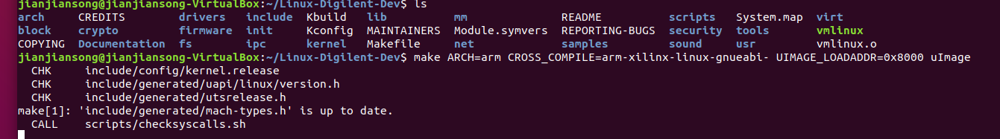 jianjiansong@jianjiansong-VirtualBox:~/Linux-Digilent-Dev$ ls
arch     CREDITS        drivers   include  Kbuild   lib          mm              README          scripts   System.map  virt
block    crypto         firmware  init     Kconfig  MAINTAINERS  Module.symvers  REPORTING-BUGS  security  tools       vmlinux
COPYING  Documentation  fs        ipc      kernel   Makefile     net             samples         sound     usr         vmlinux.o
jianjiansong@jianjiansong-VirtualBox:~/Linux-Digilent-Dev$ make ARCH=arm CROSS_COMPILE=arm-xilinx-linux-gnueabi- UIMAGE_LOADADDR=0x8000 uImage
  CHK     include/config/kernel.release
  CHK     include/generated/uapi/linux/version.h
  CHK     include/generated/utsrelease.h
make[1]: 'include/generated/mach-types.h' is up to date.
  CALL    scripts/checksyscalls.sh